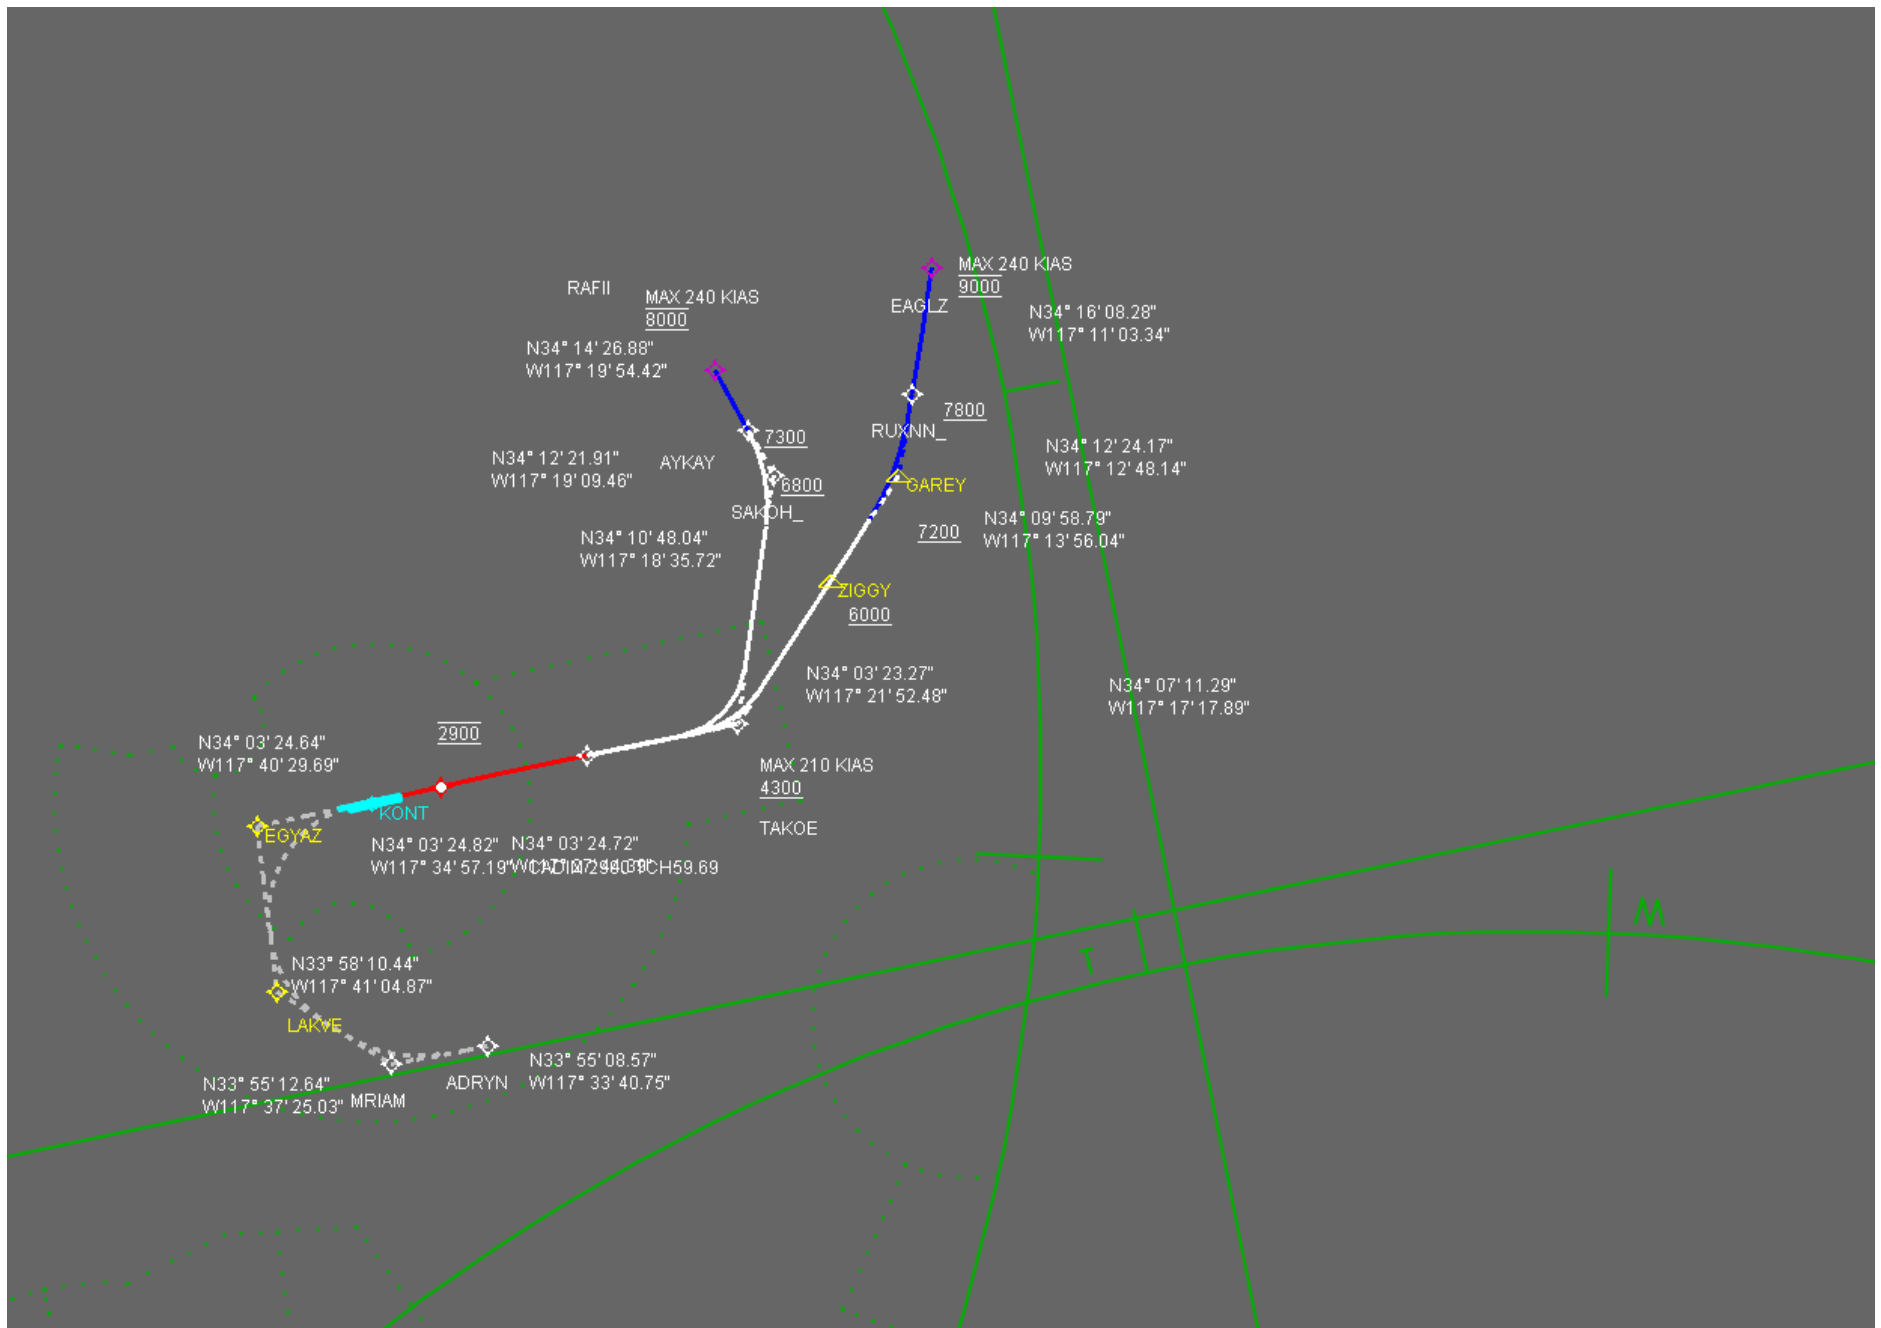 MAX 240 KIAS
9000
EAGLZ
N34° 16' 08.28"
W117° 11' 03.34"
RAFII
MAX 240 KIAS
8000
N34° 14' 26.88"
W117° 19' 54.42"
7800
RUXNN_
N34° 12' 24.17"
W117° 12' 48.14"
7300
AYKAY
N34° 12' 21.91"
W117° 19' 09.46"
6800
SAKOH_
GAREY
7200
N34° 09' 58.79"
W117° 13' 56.04"
N34° 10' 48.04"
W117° 18' 35.72"
ZIGGY
6000
N34° 03' 23.27"
W117° 21' 52.48"
N34° 07' 11.29"
W117° 17' 17.89"
2900
N34° 03' 24.64"
W117° 40' 29.69"
MAX 210 KIAS
4300
TAKOE
KONT
EGYAZ
N34° 03' 24.82"
W117° 34' 57.19"
N34° 03' 24.72"
CH59.69
M
T
N33° 58' 10.44"
W117° 41' 04.87"
LAKVE
N33° 55' 08.57"
W117° 33' 40.75"
ADRYN
N33° 55' 12.64"
W117° 37' 25.03"
MRIAM